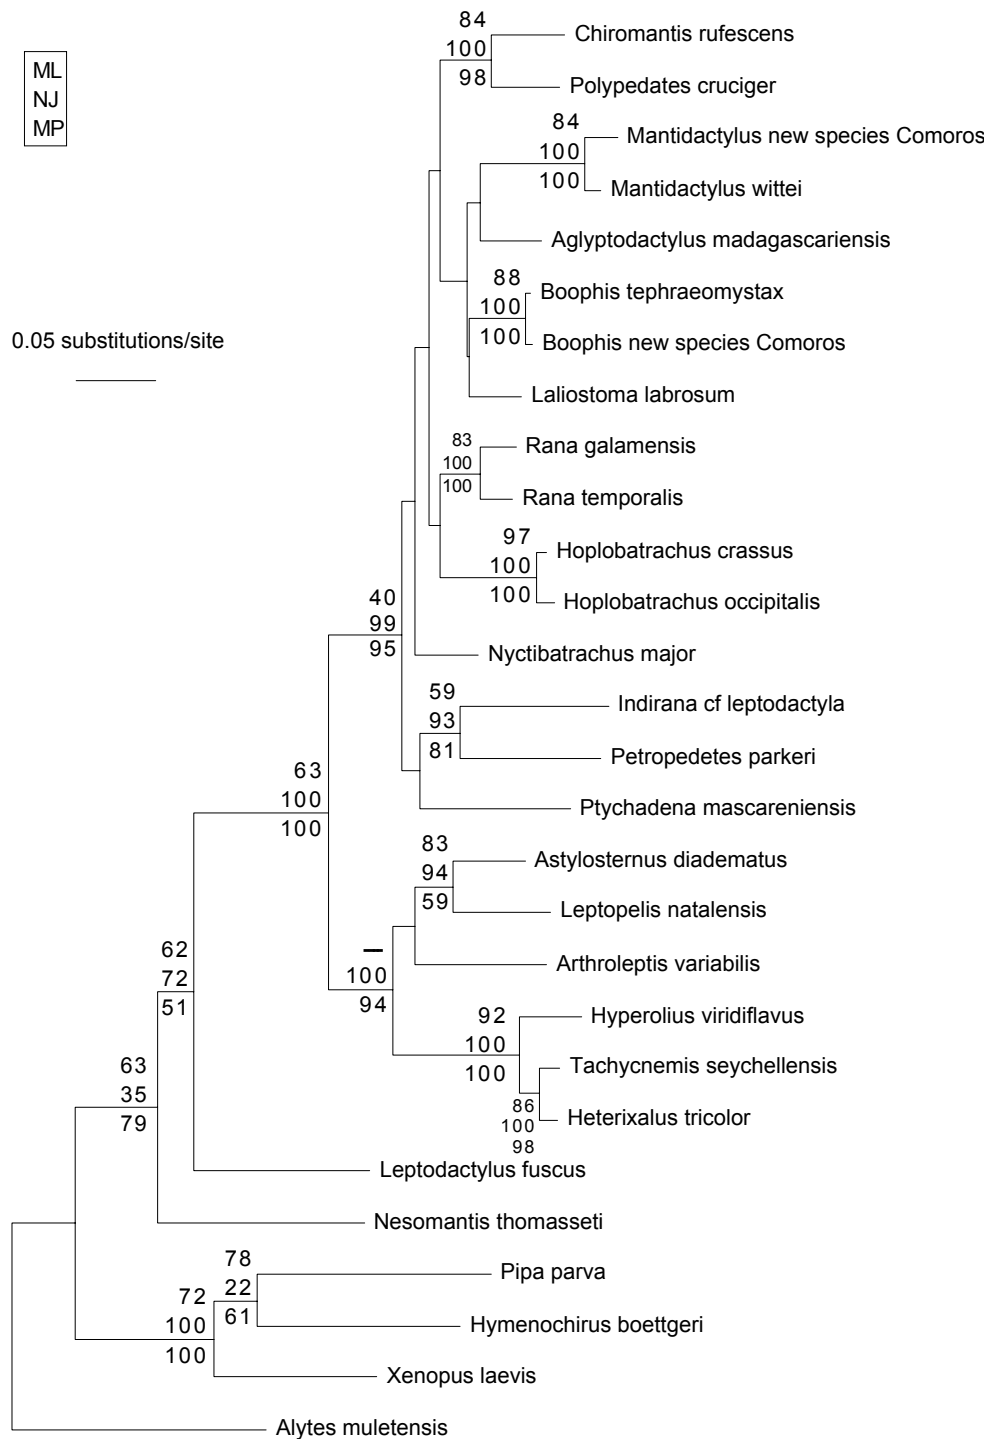 84
100
98
Chiromantis rufescens
Polypedates cruciger
ML
NJ
MP
84
100
100
Mantidactylus new species Comoros
Mantidactylus wittei
Aglyptodactylus madagascariensis
88
100
100
Boophis tephraeomystax
Boophis new species Comoros
0.05 substitutions/site
Laliostoma labrosum
83
100
100
Rana galamensis
Rana temporalis
97
100
100
Hoplobatrachus crassus
Hoplobatrachus occipitalis
40
99
95
Nyctibatrachus major
59
93
81
Indirana cf leptodactyla
Petropedetes parkeri
63
100
100
Ptychadena mascareniensis
83
94
59
Astylosternus diadematus
Leptopelis natalensis
62
72
51
—
100
94
Arthroleptis variabilis
92
100
100
Hyperolius viridiflavus
Tachycnemis seychellensis
63
35
79
86
100
98
Heterixalus tricolor
Leptodactylus fuscus
Nesomantis thomasseti
78
22
61
Pipa parva
72
100
100
Hymenochirus boettgeri
Xenopus laevis
Alytes muletensis